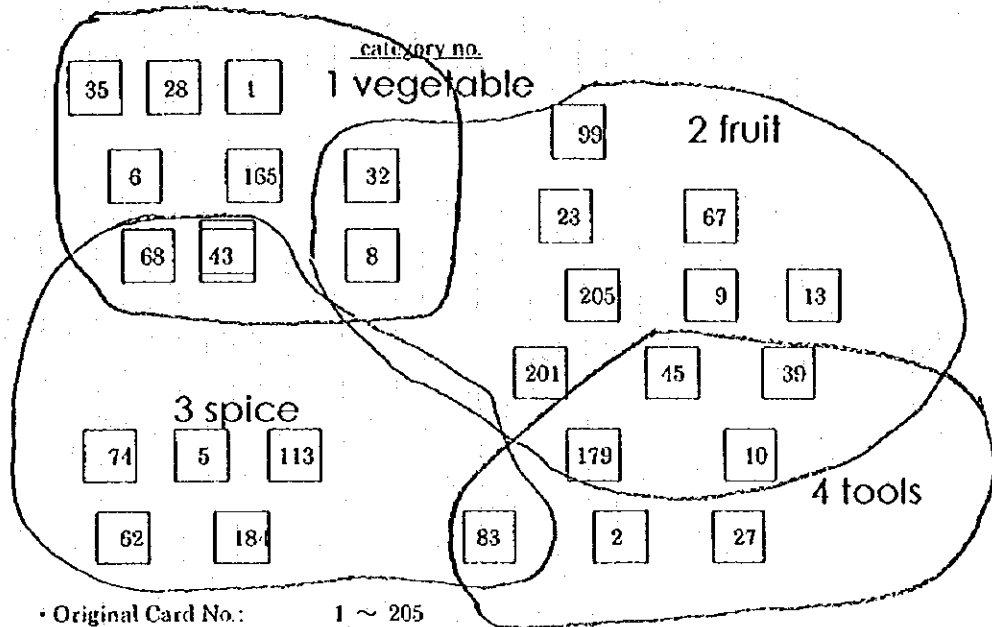 category no.
35 28 1 1 vegetable
99 2 fruit
6 165 32
23 67
68 43 8
205 9 13
201 45 39
3 spice
74 5 113 179 10
4 tools
62 184 83 2 27
• Original Card No.: 1 ~ 205